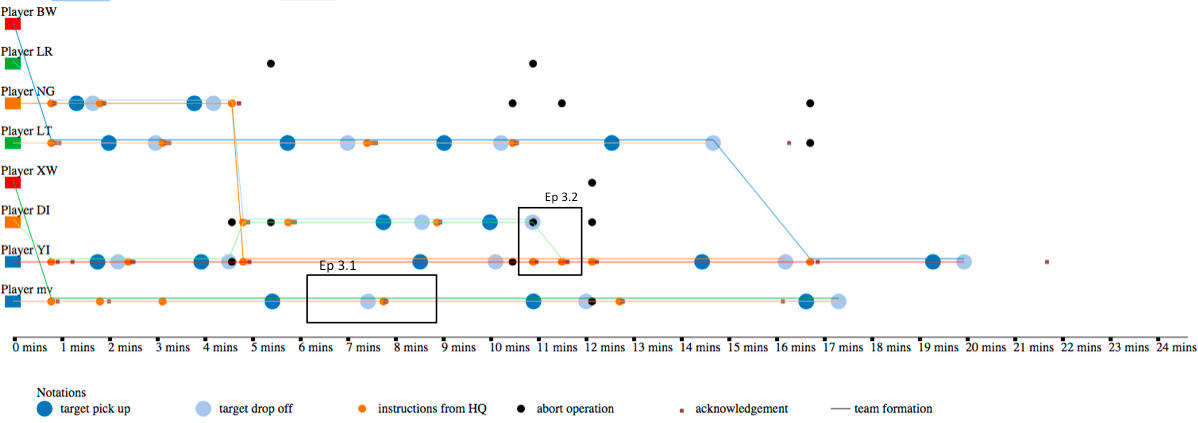 Player BW
Player LR
Player NG
Player LT
Player XW
Player DI
Ep 3.2
Player YI
Ep 3.1
Player mv
0 mins 1 mins 2 mins 3 mins 4 mins 5 mins 6 mins 7 mins 8 mins 9 mins 10 mins 11 mins 12 mins 13 mins 14 mins 15 mins 16 mins 17 mins 18 mins 19 mins 20 mins 21 mins 22 mins 23 mins 24 mins
Notations
target pick up target drop off instructions from HQ abort operation acknowledgement team formation